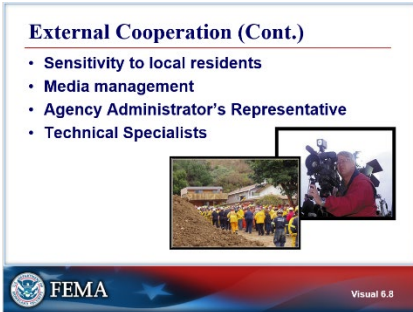 External Cooperation (Cont.)
• Sensitivity to local residents
• Media management
• Agency Administrator's Representative
• Technical Specialists
FEMA
Visual 6.8